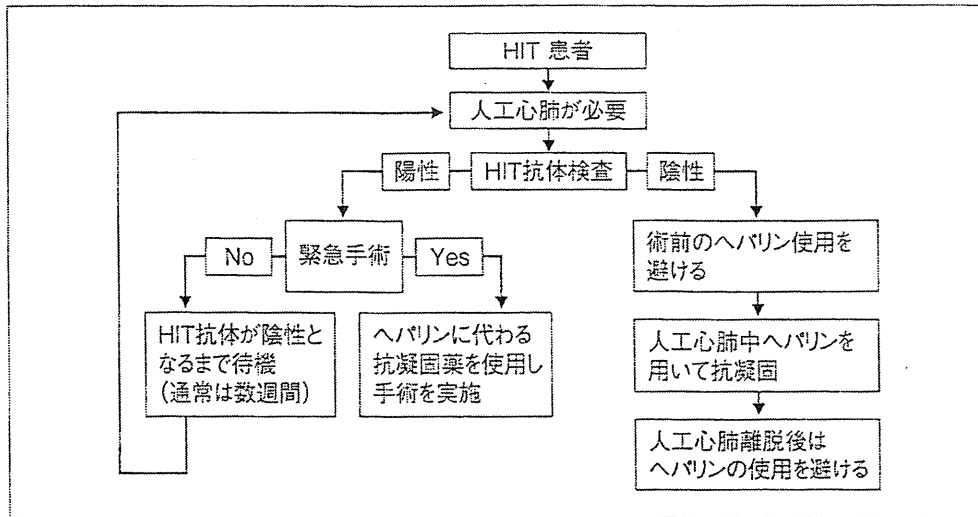 HIT 患者
人工心肺が必要
陽性
HIT抗体検査
陰性
No
緊急手術
Yes
術前のヘパリン使用を
避ける
HIT抗体が陰性と
なるまで待機
(通常は数週間)
ヘパリンに代わる
抗凝固薬を使用し
手術を実施
人工心肺中ヘパリンを
用いて抗凝固
人工心肺離脱後は
ヘパリンの使用を避ける